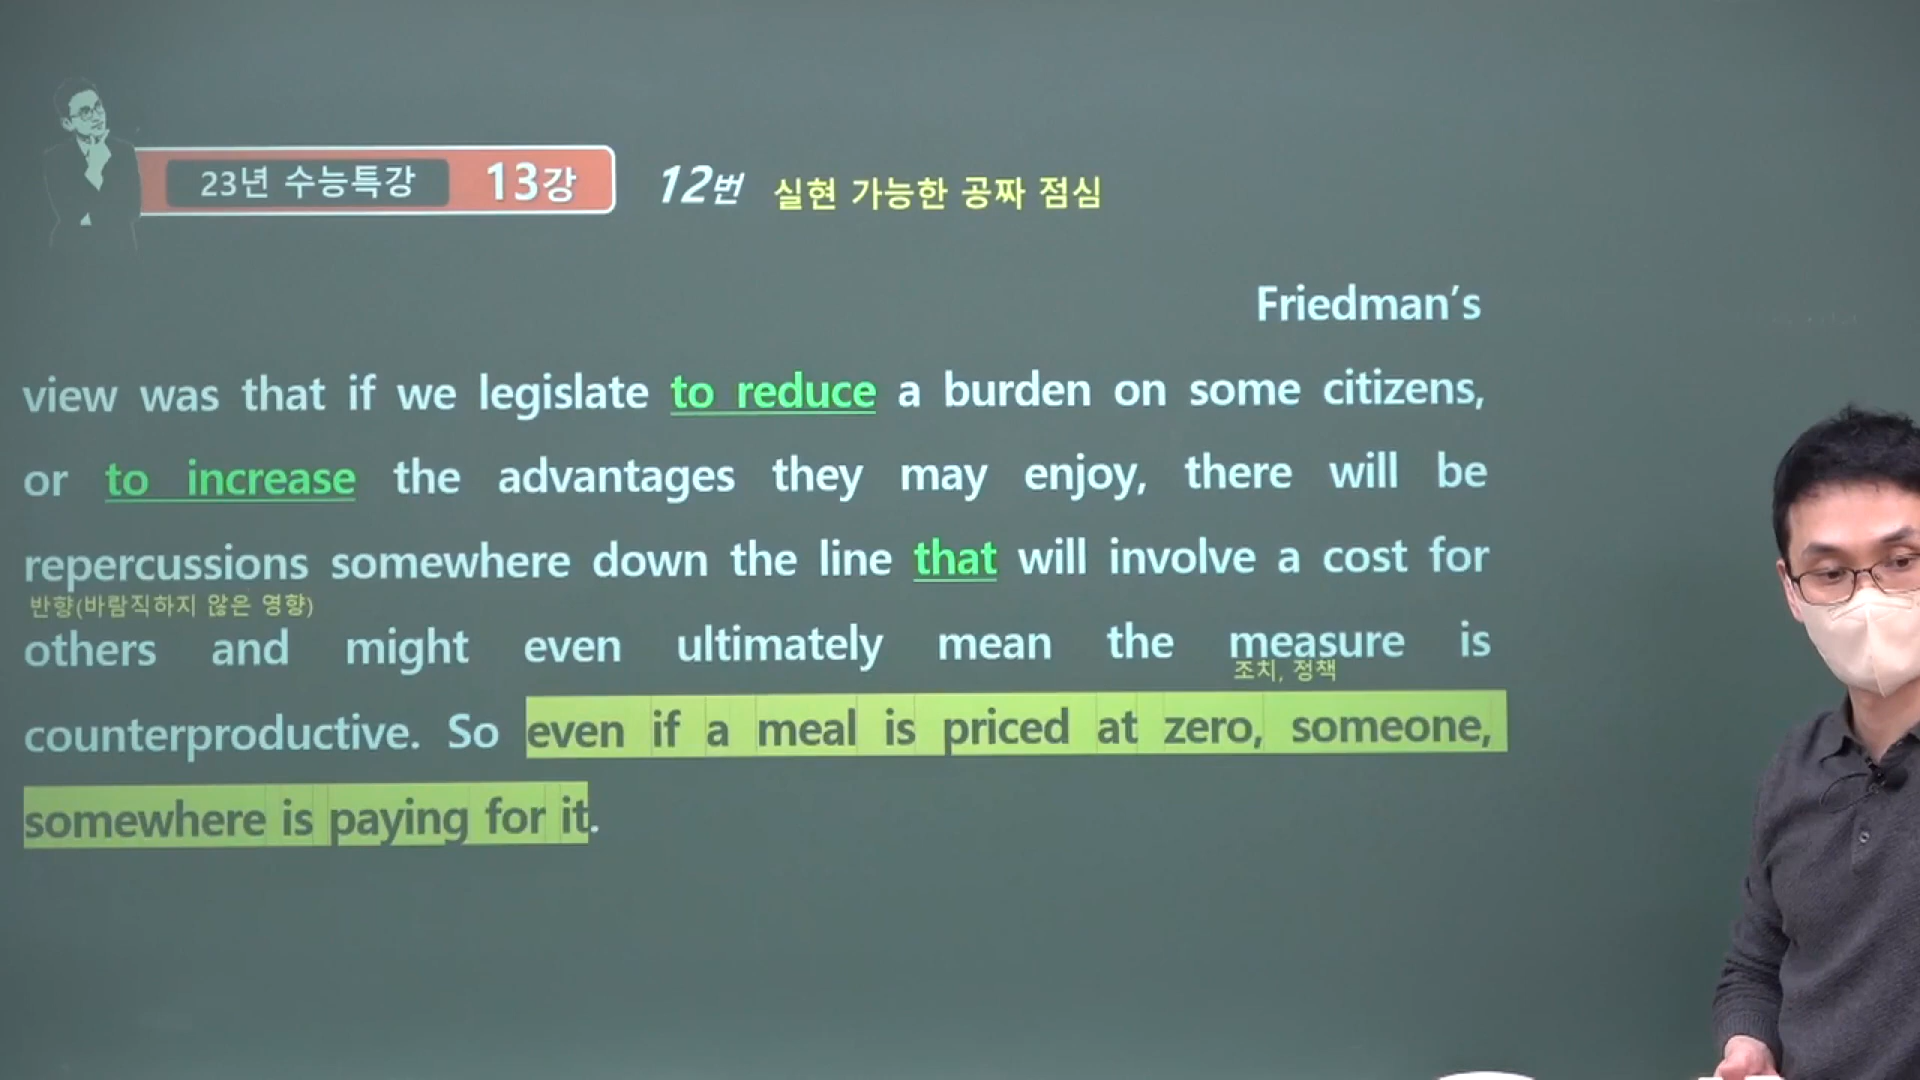 23년 수능특강 13강 12번 실현 가능한 공짜 점심
Friedman’s
view was that if we legislate to reduce a burden on some citizens,
or to increase the advantages they may enjoy, there will be
repercussions somewhere down the line that will involve a cost for
반향(바람직하지 않은 영향)
others and might even ultimately mean the measure is
조치, 정책
counterproductive. So even if a meal is priced at zero, someone,
somewhere is paying for it.